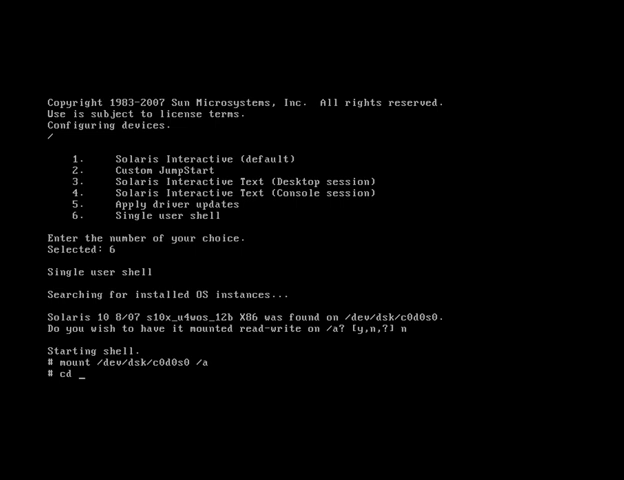 Copyright 1983-2007 Sun Microsystems, Inc.  All rights reserved.
Use is subject to license terms.
Configuring devices.
/
1.     Solaris Interactive (default)
2.     Custom JumpStart
3.     Solaris Interactive Text (Desktop session)
4.     Solaris Interactive Text (Console session)
5.     Apply driver updates
6.     Single user shell
Enter the number of your choice.
Selected: 6
Single user shell
Searching for installed OS instances...
Solaris 10 8/07 s10x_u4wos_12b X86 was found on /dev/dsk/c0d0s0.
Do you wish to have it mounted read-write on /a? [y,n,?] n
Starting shell.
# mount /dev/dsk/c0d0s0 /a
# cd _